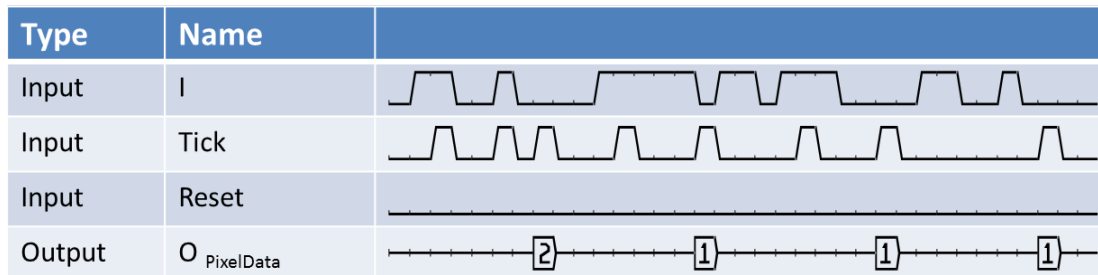 Type Name
Input I
Input Tick
Input Reset
Output O PixelData 2 1 1 1